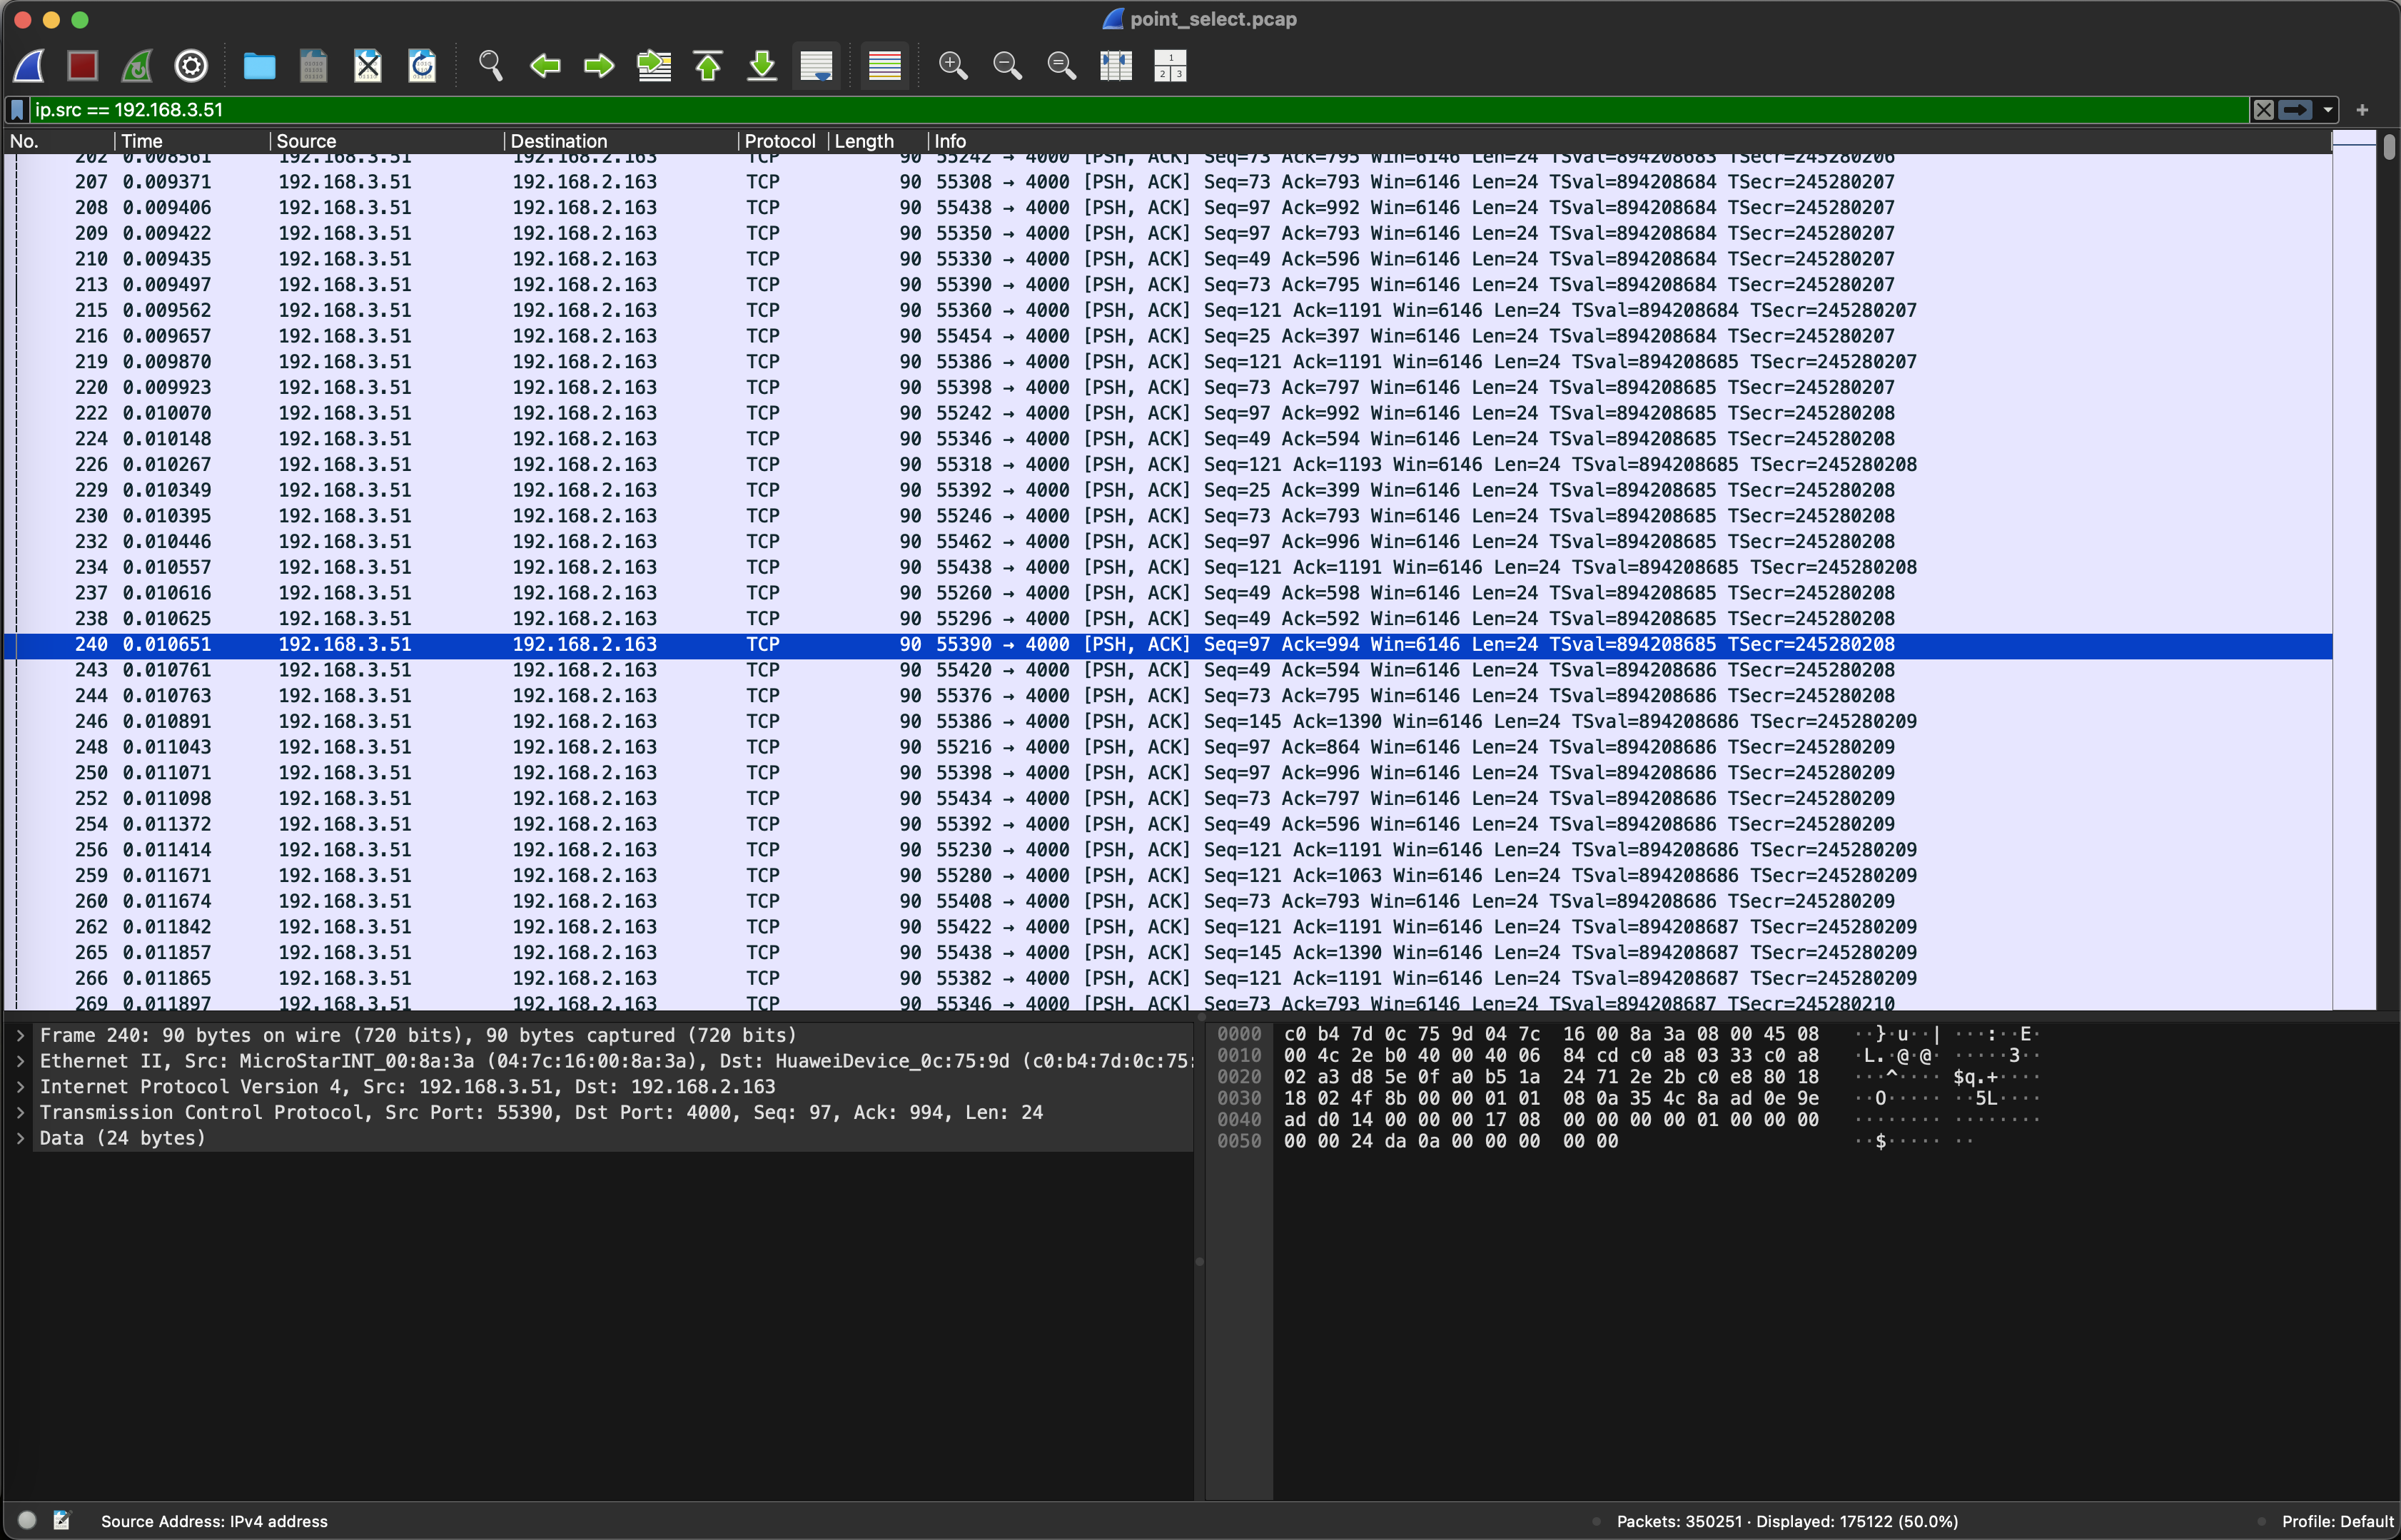 point_select.pcap
1
2 3
ip.src == 192.168.3.51
No. Time Source Destination Protocol Length Info
202 0.008561 192.168.3.51 192.168.2.163 TCP 90 55242 → 4000 [PSH, ACK] Seq=73 Ack=795 Win=6146 Len=24 TSval=894208683 TSecr=245280206
207 0.009371 192.168.3.51 192.168.2.163 TCP 90 55308 → 4000 [PSH, ACK] Seq=73 Ack=793 Win=6146 Len=24 TSval=894208684 TSecr=245280207
208 0.009406 192.168.3.51 192.168.2.163 TCP 90 55438 → 4000 [PSH, ACK] Seq=97 Ack=992 Win=6146 Len=24 TSval=894208684 TSecr=245280207
209 0.009422 192.168.3.51 192.168.2.163 TCP 90 55350 → 4000 [PSH, ACK] Seq=97 Ack=793 Win=6146 Len=24 TSval=894208684 TSecr=245280207
210 0.009435 192.168.3.51 192.168.2.163 TCP 90 55330 → 4000 [PSH, ACK] Seq=49 Ack=596 Win=6146 Len=24 TSval=894208684 TSecr=245280207
213 0.009497 192.168.3.51 192.168.2.163 TCP 90 55390 → 4000 [PSH, ACK] Seq=73 Ack=795 Win=6146 Len=24 TSval=894208684 TSecr=245280207
215 0.009562 192.168.3.51 192.168.2.163 TCP 90 55360 → 4000 [PSH, ACK] Seq=121 Ack=1191 Win=6146 Len=24 TSval=894208684 TSecr=245280207
216 0.009657 192.168.3.51 192.168.2.163 TCP 90 55454 → 4000 [PSH, ACK] Seq=25 Ack=397 Win=6146 Len=24 TSval=894208684 TSecr=245280207
219 0.009870 192.168.3.51 192.168.2.163 TCP 90 55386 → 4000 [PSH, ACK] Seq=121 Ack=1191 Win=6146 Len=24 TSval=894208685 TSecr=245280207
220 0.009923 192.168.3.51 192.168.2.163 TCP 90 55398 → 4000 [PSH, ACK] Seq=73 Ack=797 Win=6146 Len=24 TSval=894208685 TSecr=245280207
222 0.010070 192.168.3.51 192.168.2.163 TCP 90 55242 → 4000 [PSH, ACK] Seq=97 Ack=992 Win=6146 Len=24 TSval=894208685 TSecr=245280208
224 0.010148 192.168.3.51 192.168.2.163 TCP 90 55346 → 4000 [PSH, ACK] Seq=49 Ack=594 Win=6146 Len=24 TSval=894208685 TSecr=245280208
226 0.010267 192.168.3.51 192.168.2.163 TCP 90 55318 → 4000 [PSH, ACK] Seq=121 Ack=1193 Win=6146 Len=24 TSval=894208685 TSecr=245280208
229 0.010349 192.168.3.51 192.168.2.163 TCP 90 55392 → 4000 [PSH, ACK] Seq=25 Ack=399 Win=6146 Len=24 TSval=894208685 TSecr=245280208
230 0.010395 192.168.3.51 192.168.2.163 TCP 90 55246 → 4000 [PSH, ACK] Seq=73 Ack=793 Win=6146 Len=24 TSval=894208685 TSecr=245280208
232 0.010446 192.168.3.51 192.168.2.163 TCP 90 55462 → 4000 [PSH, ACK] Seq=97 Ack=996 Win=6146 Len=24 TSval=894208685 TSecr=245280208
234 0.010557 192.168.3.51 192.168.2.163 TCP 90 55438 → 4000 [PSH, ACK] Seq=121 Ack=1191 Win=6146 Len=24 TSval=894208685 TSecr=245280208
237 0.010616 192.168.3.51 192.168.2.163 TCP 90 55260 → 4000 [PSH, ACK] Seq=49 Ack=598 Win=6146 Len=24 TSval=894208685 TSecr=245280208
238 0.010625 192.168.3.51 192.168.2.163 TCP 90 55296 → 4000 [PSH, ACK] Seq=49 Ack=592 Win=6146 Len=24 TSval=894208685 TSecr=245280208
240 0.010651 192.168.3.51 192.168.2.163 TCP 90 55390 → 4000 [PSH, ACK] Seq=97 Ack=994 Win=6146 Len=24 TSval=894208685 TSecr=245280208
243 0.010761 192.168.3.51 192.168.2.163 TCP 90 55420 → 4000 [PSH, ACK] Seq=49 Ack=594 Win=6146 Len=24 TSval=894208686 TSecr=245280208
244 0.010763 192.168.3.51 192.168.2.163 TCP 90 55376 → 4000 [PSH, ACK] Seq=73 Ack=795 Win=6146 Len=24 TSval=894208686 TSecr=245280208
246 0.010891 192.168.3.51 192.168.2.163 TCP 90 55386 → 4000 [PSH, ACK] Seq=145 Ack=1390 Win=6146 Len=24 TSval=894208686 TSecr=245280209
248 0.011043 192.168.3.51 192.168.2.163 TCP 90 55216 → 4000 [PSH, ACK] Seq=97 Ack=864 Win=6146 Len=24 TSval=894208686 TSecr=245280209
250 0.011071 192.168.3.51 192.168.2.163 TCP 90 55398 → 4000 [PSH, ACK] Seq=97 Ack=996 Win=6146 Len=24 TSval=894208686 TSecr=245280209
252 0.011098 192.168.3.51 192.168.2.163 TCP 90 55434 → 4000 [PSH, ACK] Seq=73 Ack=797 Win=6146 Len=24 TSval=894208686 TSecr=245280209
254 0.011372 192.168.3.51 192.168.2.163 TCP 90 55392 → 4000 [PSH, ACK] Seq=49 Ack=596 Win=6146 Len=24 TSval=894208686 TSecr=245280209
256 0.011414 192.168.3.51 192.168.2.163 TCP 90 55230 → 4000 [PSH, ACK] Seq=121 Ack=1191 Win=6146 Len=24 TSval=894208686 TSecr=245280209
259 0.011671 192.168.3.51 192.168.2.163 TCP 90 55280 → 4000 [PSH, ACK] Seq=121 Ack=1063 Win=6146 Len=24 TSval=894208686 TSecr=245280209
260 0.011674 192.168.3.51 192.168.2.163 TCP 90 55408 → 4000 [PSH, ACK] Seq=73 Ack=793 Win=6146 Len=24 TSval=894208686 TSecr=245280209
262 0.011842 192.168.3.51 192.168.2.163 TCP 90 55422 → 4000 [PSH, ACK] Seq=121 Ack=1191 Win=6146 Len=24 TSval=894208687 TSecr=245280209
265 0.011857 192.168.3.51 192.168.2.163 TCP 90 55438 → 4000 [PSH, ACK] Seq=145 Ack=1390 Win=6146 Len=24 TSval=894208687 TSecr=245280209
266 0.011865 192.168.3.51 192.168.2.163 TCP 90 55382 → 4000 [PSH, ACK] Seq=121 Ack=1191 Win=6146 Len=24 TSval=894208687 TSecr=245280209
269 0.011897 192.168.3.51 192.168.2.163 TCP 90 55346 → 4000 [PSH, ACK] Seq=73 Ack=793 Win=6146 Len=24 TSval=894208687 TSecr=245280210
Frame 240: 90 bytes on wire (720 bits), 90 bytes captured (720 bits)
Ethernet II, Src: MicroStarINT_00:8a:3a (04:7c:16:00:8a:3a), Dst: HuaweiDevice_0c:75:9d (c0:b4:7d:0c:75:
Internet Protocol Version 4, Src: 192.168.3.51, Dst: 192.168.2.163
Transmission Control Protocol, Src Port: 55390, Dst Port: 4000, Seq: 97, Ack: 994, Len: 24
Data (24 bytes)
0000 c0 b4 7d 0c 75 9d 04 7c 16 00 8a 3a 08 00 45 08 ··}·u··| ···:··E·
0010 00 4c 2e b0 40 00 40 06 84 cd c0 a8 03 33 c0 a8 ·L.·@·@· ·····3··
0020 02 a3 d8 5e 0f a0 b5 1a 24 71 2e 2b c0 e8 80 18 ···^···· $q.+····
0030 18 02 4f 8b 00 00 01 01 08 0a 35 4c 8a ad 0e 9e ··O····· ··5L····
0040 ad d0 14 00 00 00 17 08 00 00 00 00 01 00 00 00 ········ ········
0050 00 00 24 da 0a 00 00 00 00 00 ··$····· ··
Source Address: IPv4 address
Packets: 350251 · Displayed: 175122 (50.0%)
Profile: Default